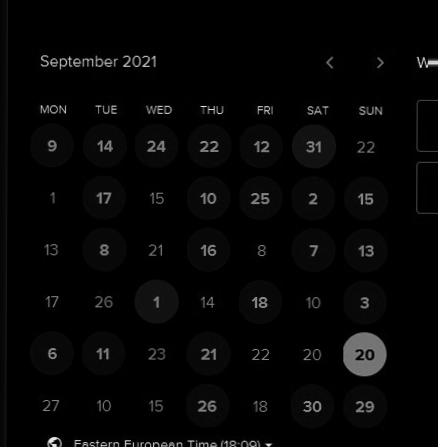 September 2021
MON TUE WED THU FRI SAT SUN
9 14 24 22 12 31 22
1 17 15 10 25 2 15
13 8 21 16 8 7 13
17 26 1 14 18 10 3
6 11 23 21 22 20 20
27 10 15 26 18 30 29
Eastern European Time (18:09)